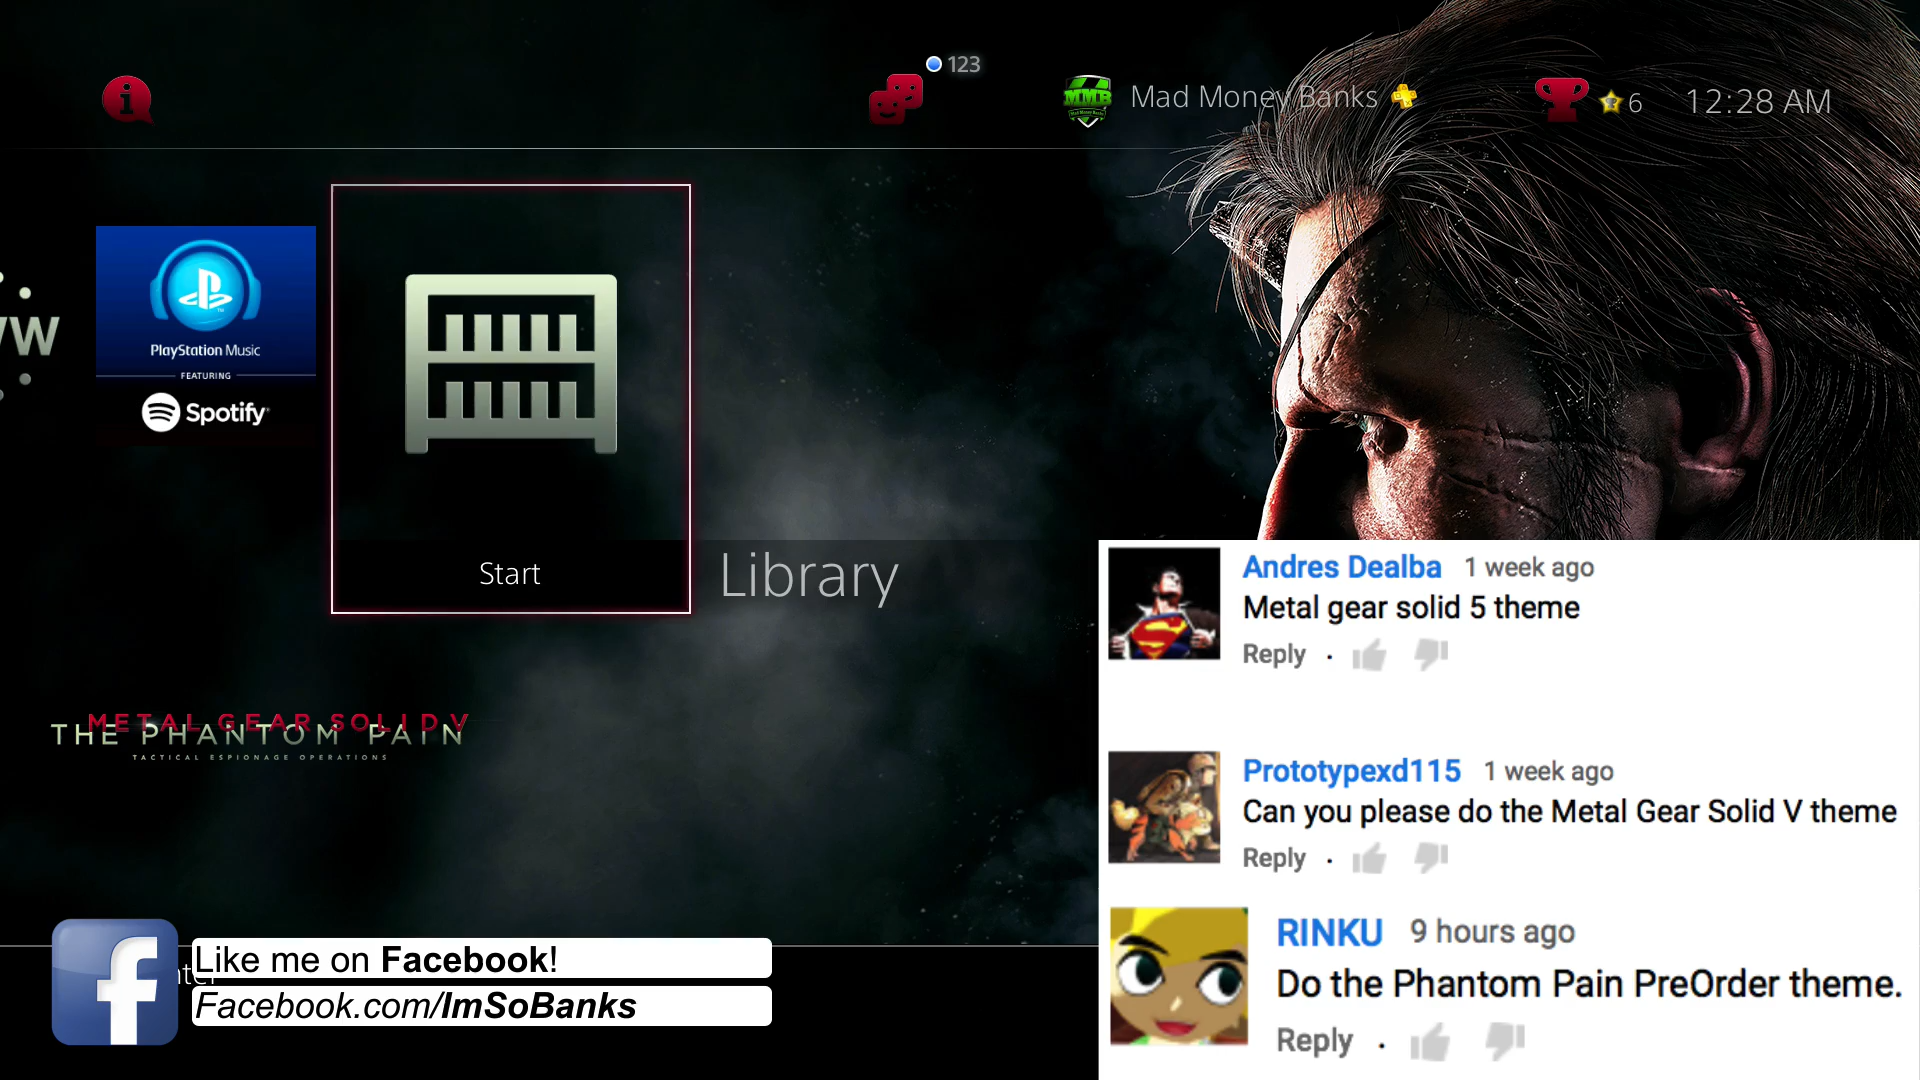 123
MMB
Mad Money Banks
6
12:28 AM
PlayStation Music
FEATURING
Spotify
Start
Library
METAL GEAR SOLID V
THE PHANTOM PAIN
TACTICAL ESPIONAGE OPERATIONS
Like me on Facebook!
Facebook.com/ImSoBanks
Andres Dealba 1 week ago
Metal gear solid 5 theme
Reply ·
Prototypexd115 1 week ago
Can you please do the Metal Gear Solid V theme
Reply ·
RINKU 9 hours ago
Do the Phantom Pain PreOrder theme.
Reply ·